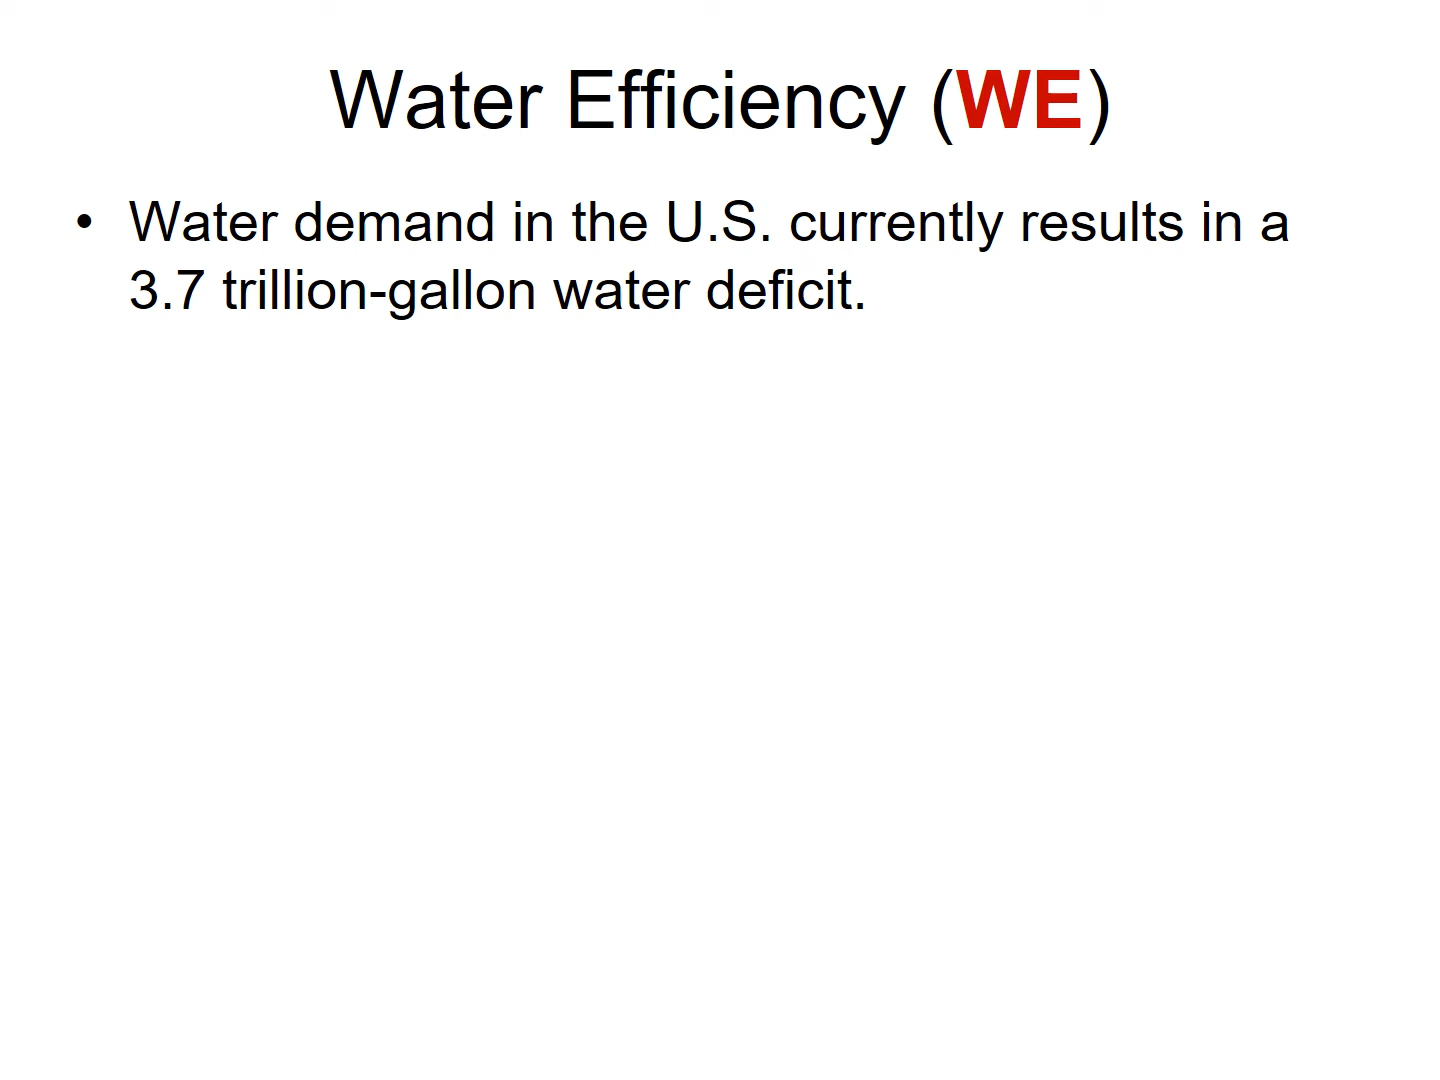 Water Efficiency (WE)
• Water demand in the U.S. currently results in a
3.7 trillion-gallon water deficit.